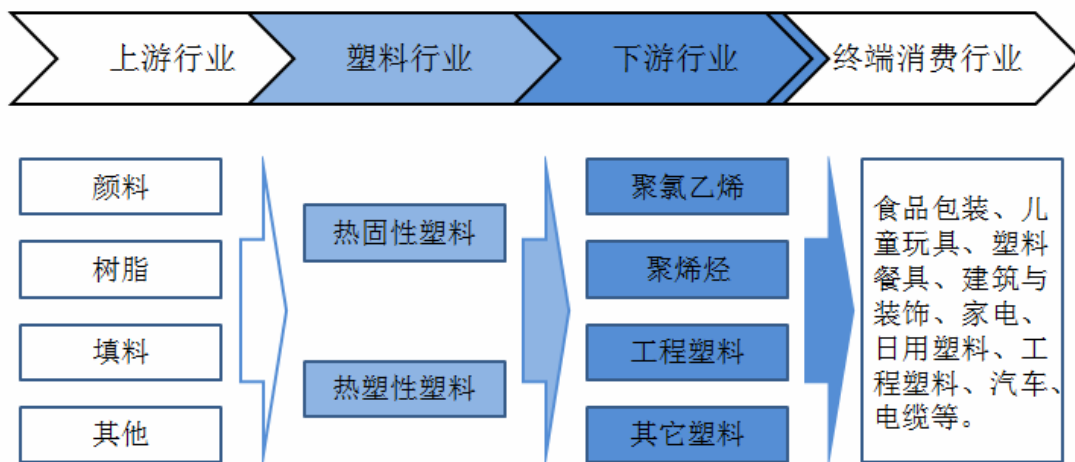 上游行业
塑料行业
下游行业
终端消费行业
颜料
树脂
填料
其他
热固性塑料
热塑性塑料
聚氯乙烯
聚烯烃
工程塑料
其它塑料
食品包装、儿
童玩具、塑料
餐具、建筑与
装饰、家电、
日用塑料、工
程塑料、汽车、
电缆等。